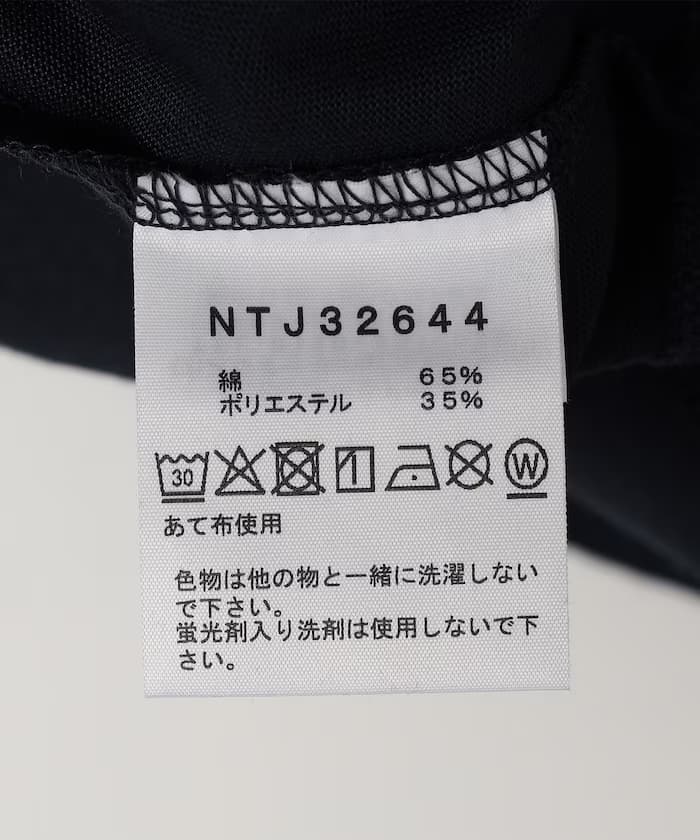 NTJ32644
綿 65%
ポリエステル 35%
30 W
あて布使用
色物は他の物と一緒に洗濯しない
で下さい。
蛍光剤入り洗剤は使用しないで下
さい。